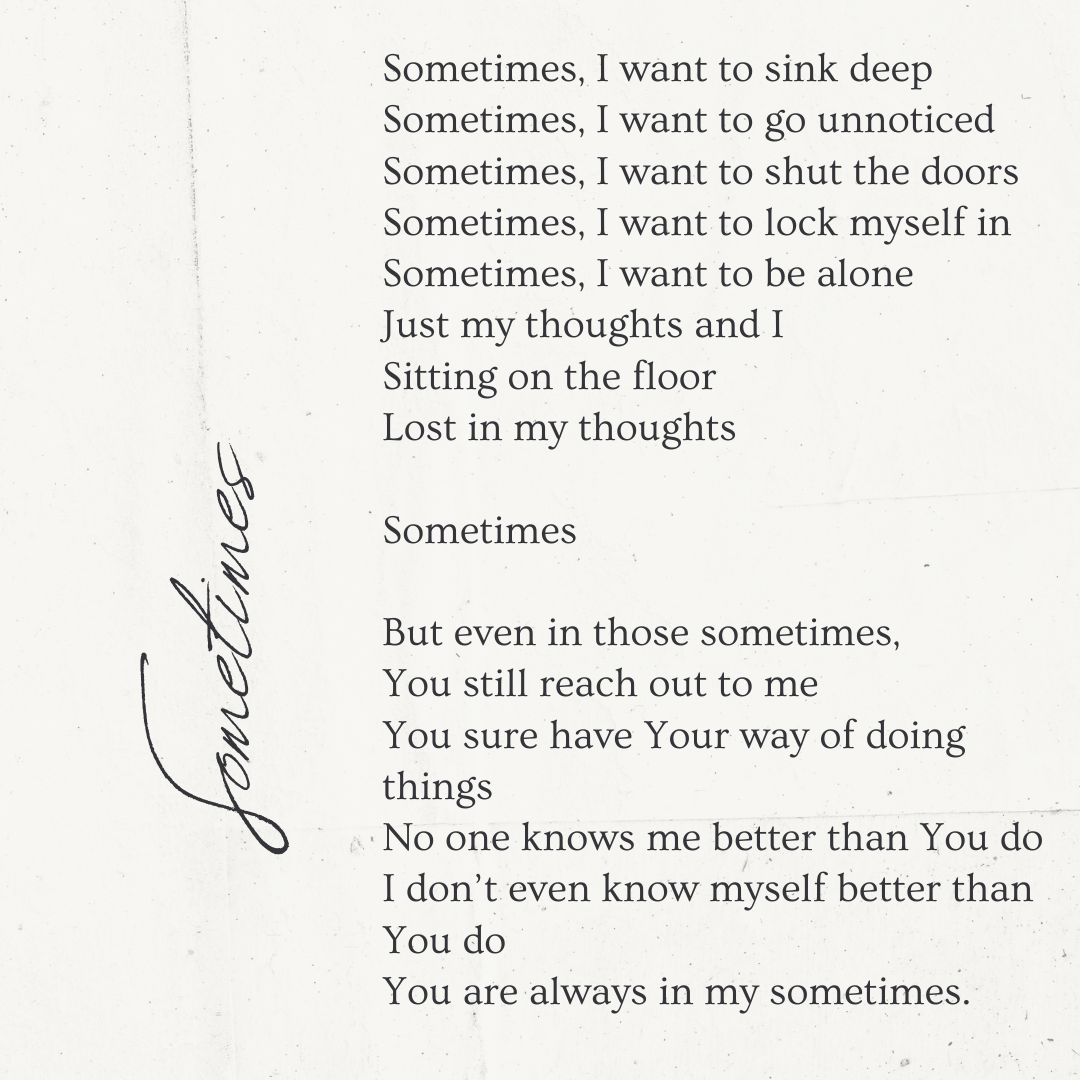 Sometimes
Sometimes, I want to sink deep
Sometimes, I want to go unnoticed
Sometimes, I want to shut the doors
Sometimes, I want to lock myself in
Sometimes, I want to be alone
Just my thoughts and I
Sitting on the floor
Lost in my thoughts
Sometimes
But even in those sometimes,
You still reach out to me
You sure have Your way of doing
things
No one knows me better than You do
I don’t even know myself better than
You do
You are always in my sometimes.